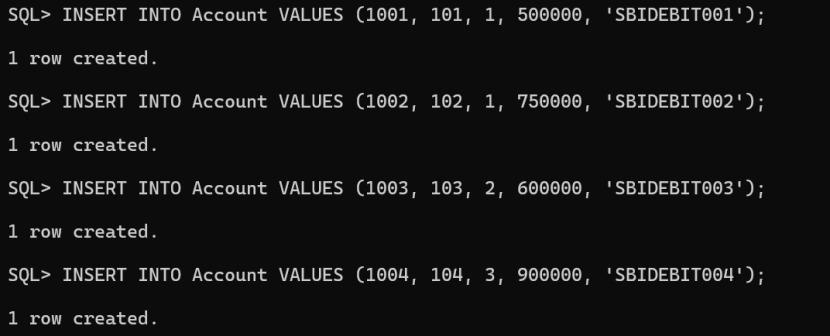 SQL> INSERT INTO Account VALUES (1001, 101, 1, 500000, 'SBIDEBIT001');
1 row created.
SQL> INSERT INTO Account VALUES (1002, 102, 1, 750000, 'SBIDEBIT002');
1 row created.
SQL> INSERT INTO Account VALUES (1003, 103, 2, 600000, 'SBIDEBIT003');
1 row created.
SQL> INSERT INTO Account VALUES (1004, 104, 3, 900000, 'SBIDEBIT004');
1 row created.